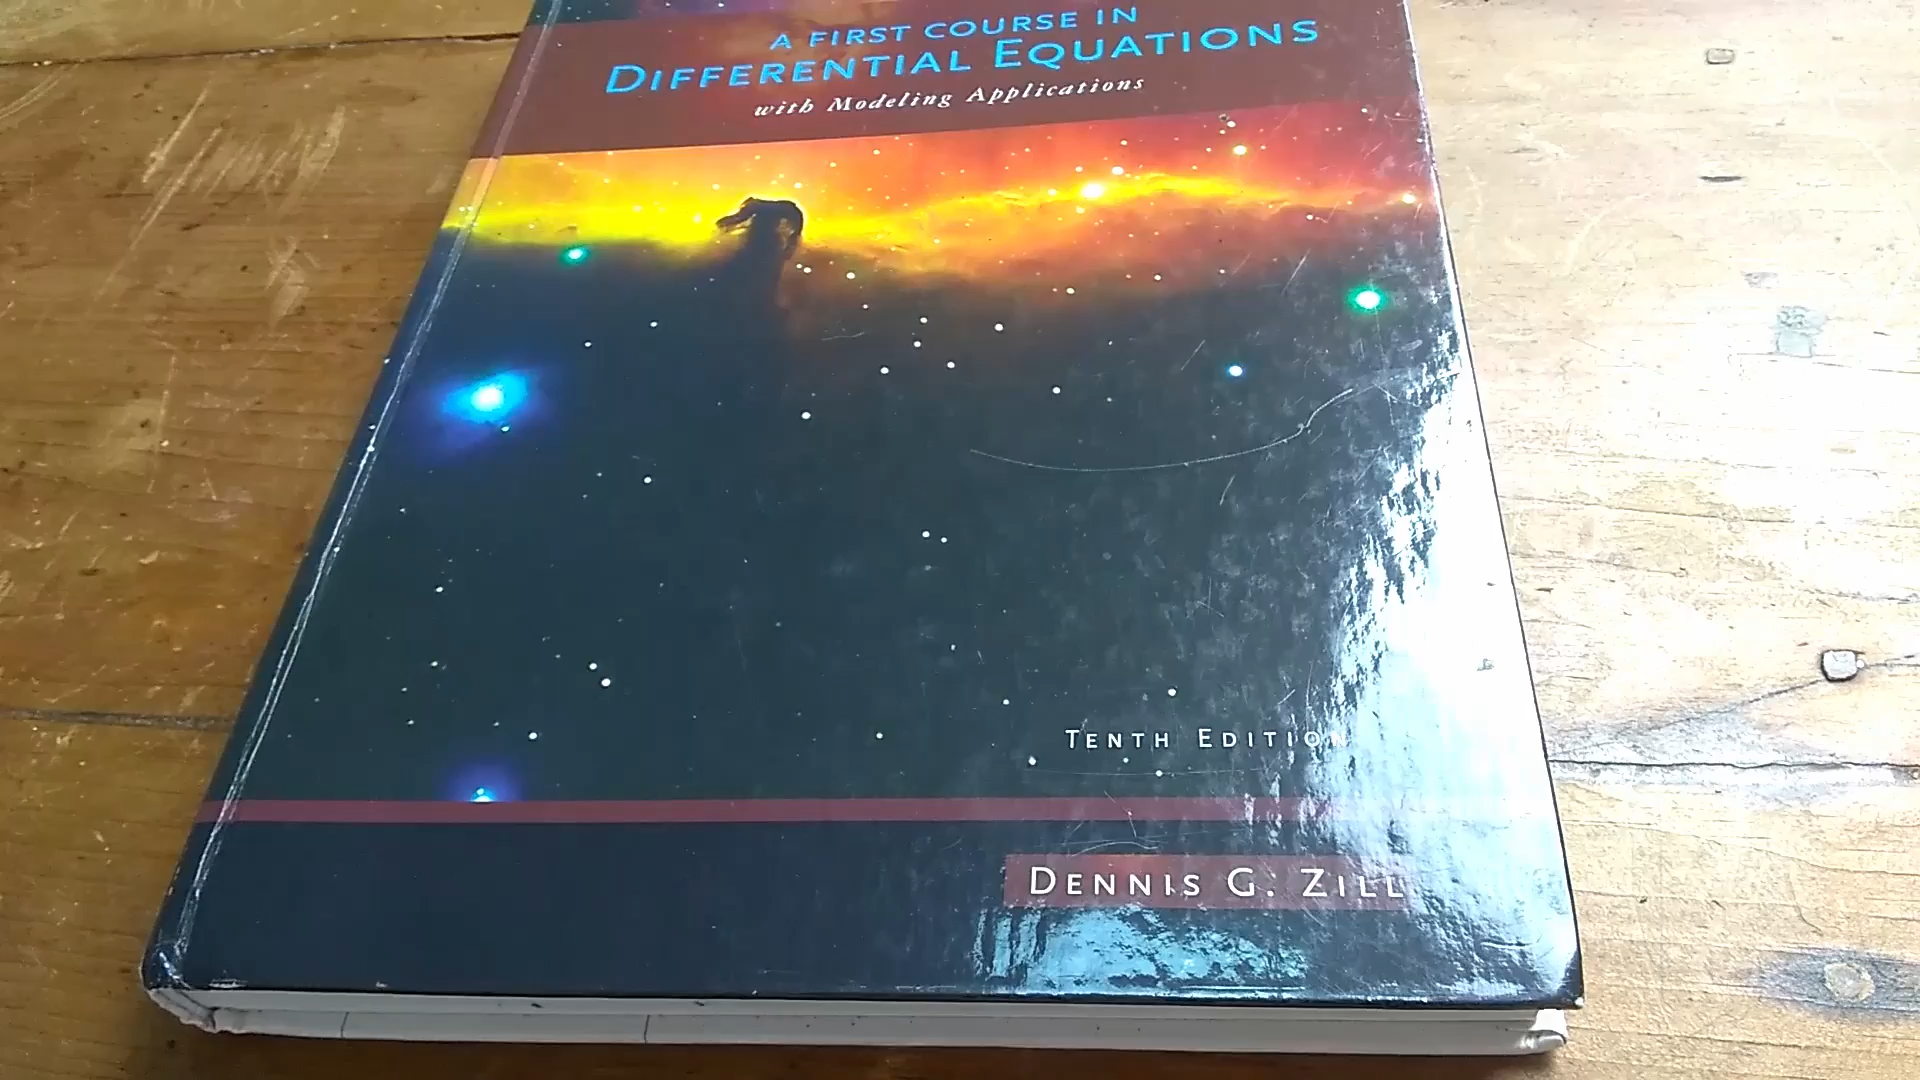 A FIRST COURSE IN
DIFFERENTIAL EQUATIONS
with Modeling Applications
TENTH EDITION
DENNIS G. ZILL